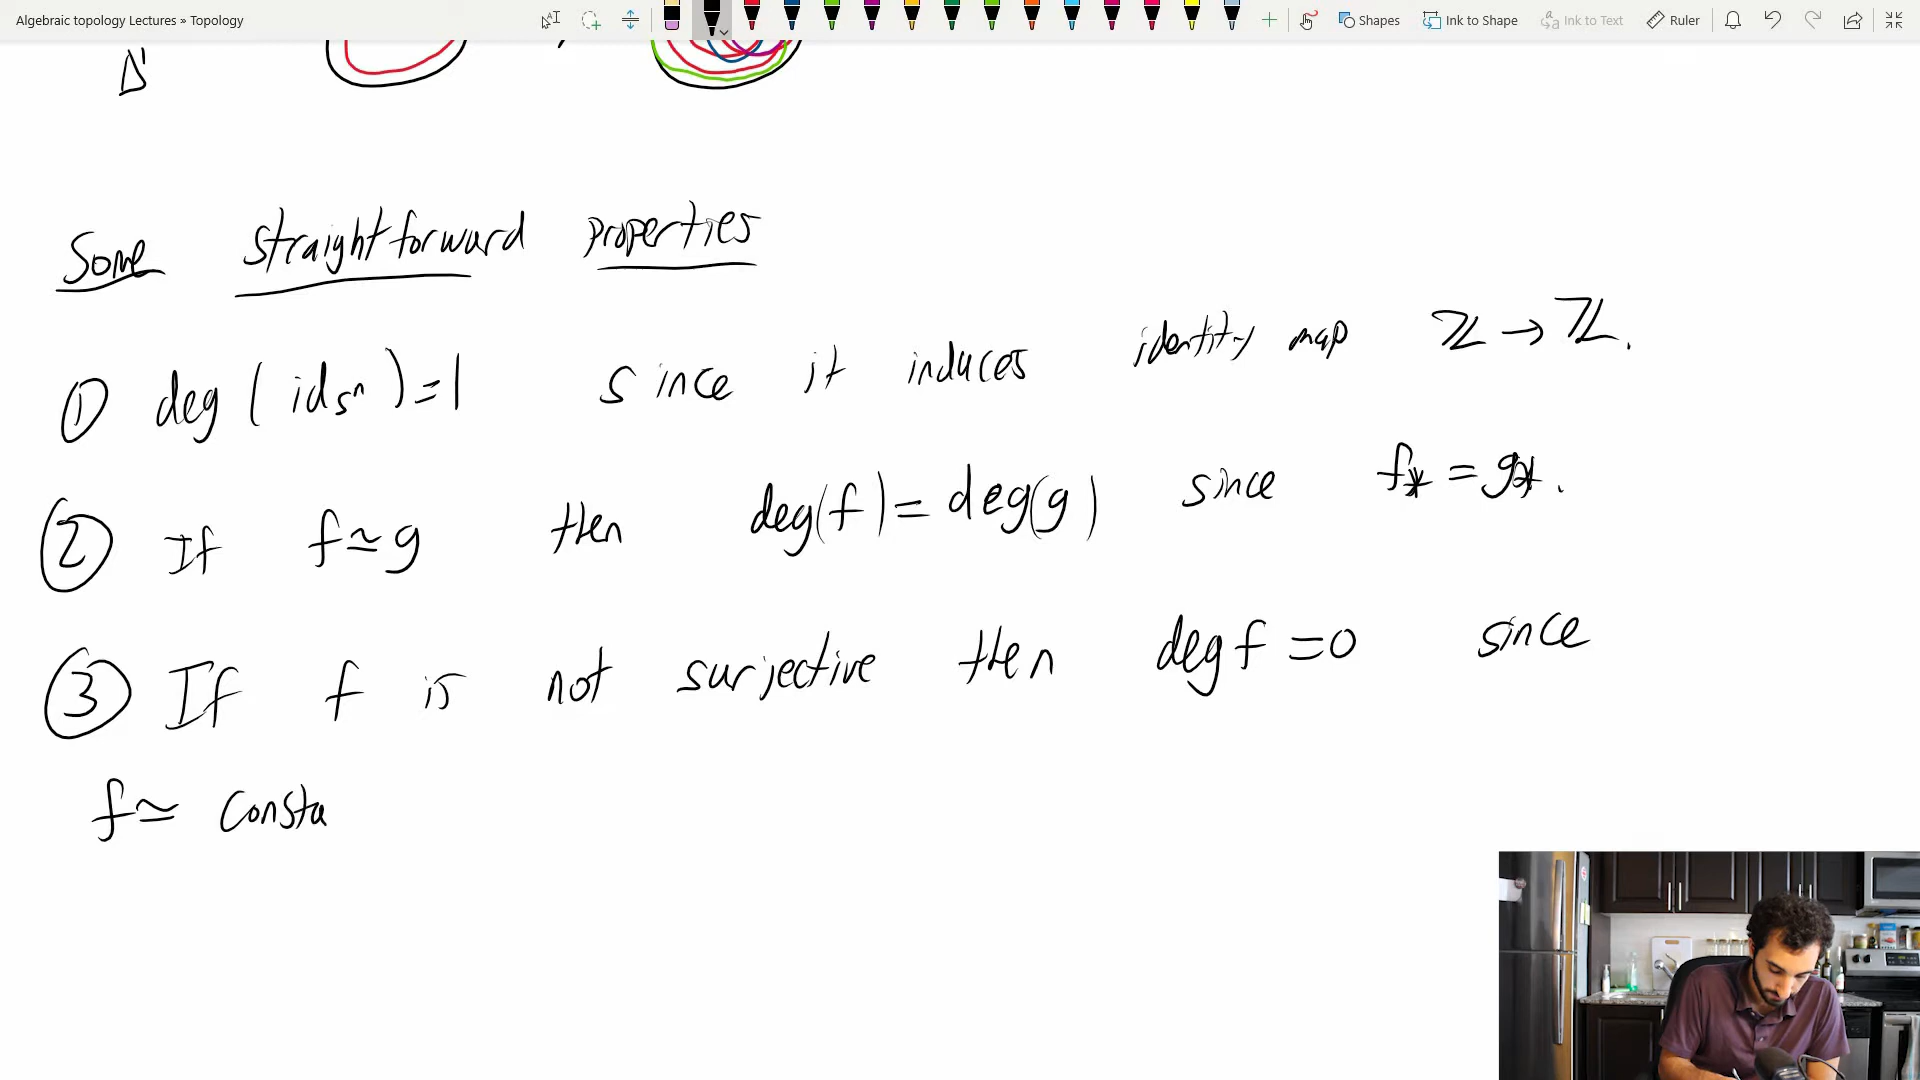 Algebraic topology Lectures » Topology
Shapes Ink to Shape Ink to Text Ruler
Some straightforward properties
① deg(id_{Sⁿ})=1 since it induces identity map ℤ→ℤ.
② If f≃g then deg(f)=deg(g) since f_*=g_*.
③ If f is not surjective then deg f=0 since
f≃ consta